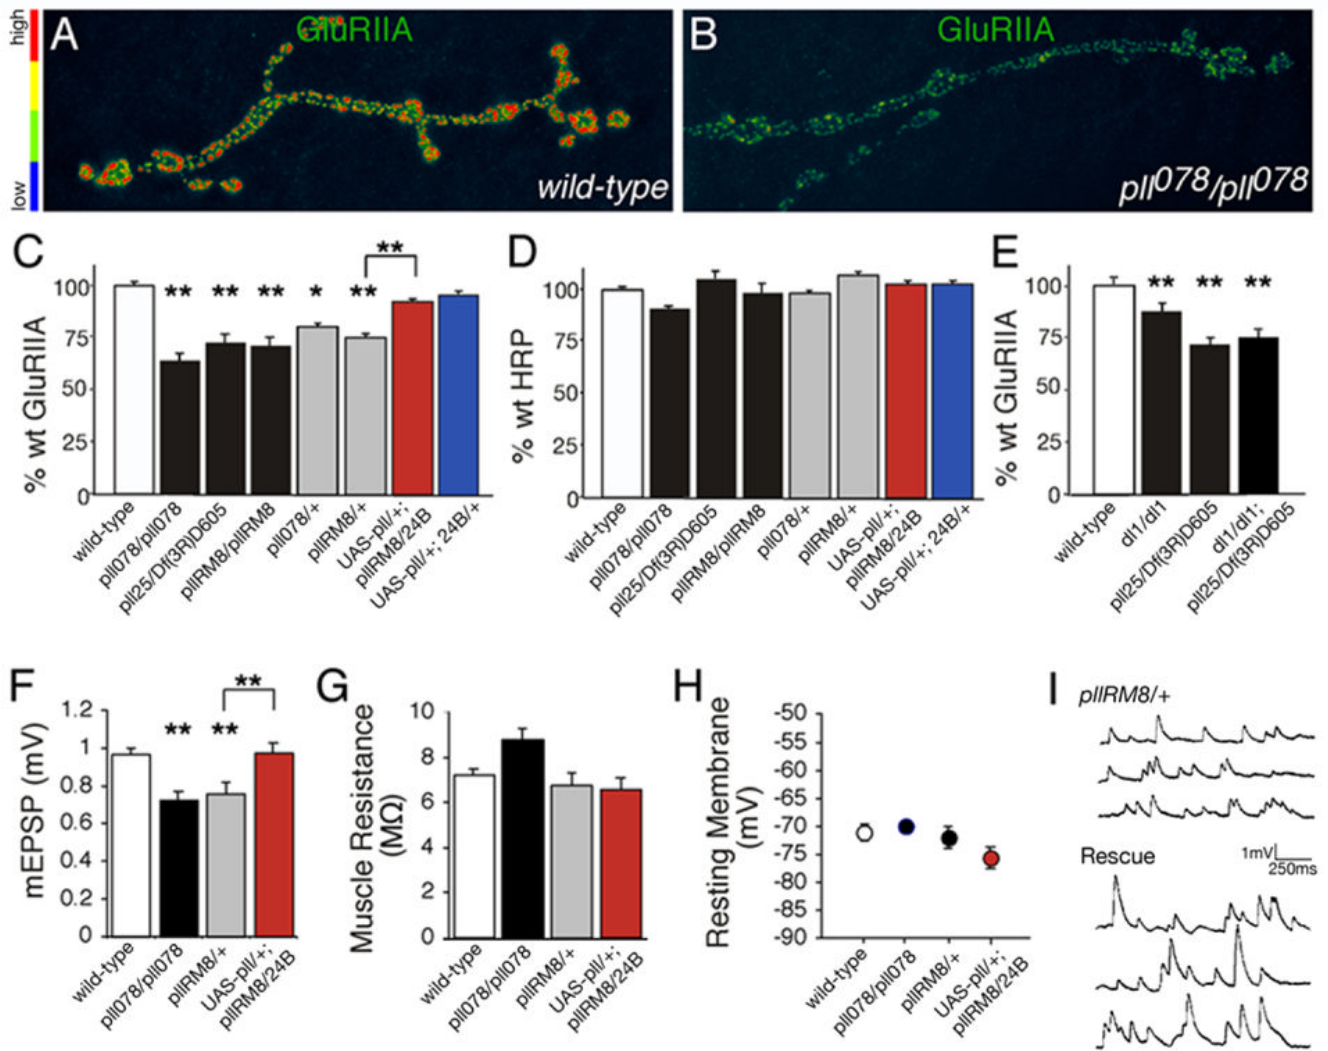 high
low
A
GluRIIA
wild-type
B
GluRIIA
pll078/pll078
C
% wt GluRIIA
100
75
50
25
0
**
**
**
*
**
**
wild-type
pll078/pll078
pll25/Df(3R)D605
pllRM8/pllRM8
pll078/+
pllRM8/+
UAS-pll/+;
pllRM8/24B
UAS-pll/+; 24B/+
D
% wt HRP
100
75
50
25
0
wild-type
pll078/pll078
pll25/Df(3R)D605
pllRM8/pllRM8
pll078/+
pllRM8/+
UAS-pll/+;
pllRM8/24B
UAS-pll/+; 24B/+
E
% wt GluRIIA
100
75
50
25
0
**
**
**
wild-type
dl1/dl1
pll25/Df(3R)D605
dl1/dl1;
pll25/Df(3R)D605
F
mEPSP (mV)
1.2
1
0.8
0.6
0.4
0.2
0
**
**
**
wild-type
pll078/pll078
pllRM8/+
UAS-pll/+;
pllRM8/24B
G
Muscle Resistance
(MΩ)
10
8
6
4
2
0
wild-type
pll078/pll078
pllRM8/+
UAS-pll/+;
pllRM8/24B
H
Resting Membrane
(mV)
-50
-55
-60
-65
-70
-75
-80
-85
-90
wild-type
pll078/pll078
pllRM8/+
UAS-pll/+;
pllRM8/24B
I
pllRM8/+
Rescue
1mV
250ms